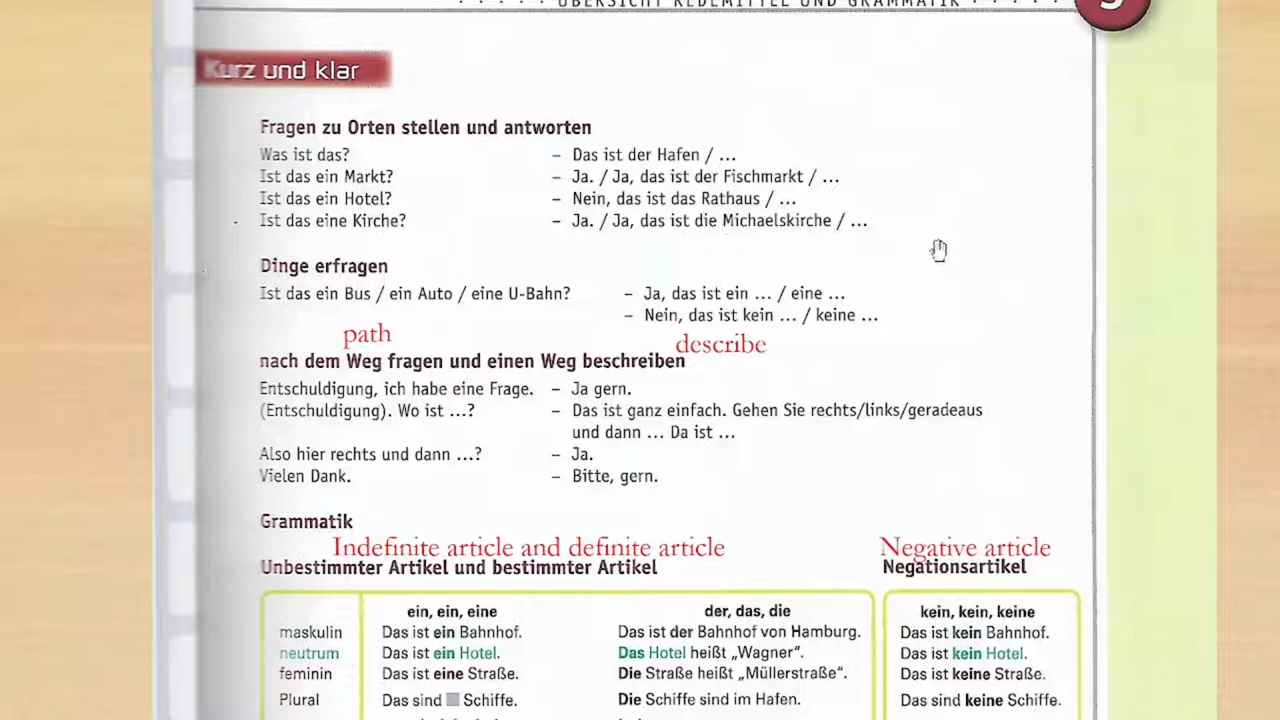 ÜBERSICHT REDEMITTEL UND GRAMMATIK
Kurz und klar
Fragen zu Orten stellen und antworten
Was ist das? – Das ist der Hafen / ...
Ist das ein Markt? – Ja. / Ja, das ist der Fischmarkt / ...
Ist das ein Hotel? – Nein, das ist das Rathaus / ...
Ist das eine Kirche? – Ja. / Ja, das ist die Michaelskirche / ...
Dinge erfragen
Ist das ein Bus / ein Auto / eine U-Bahn? – Ja, das ist ein ... / eine ...
– Nein, das ist kein ... / keine ...
path describe
nach dem Weg fragen und einen Weg beschreiben
Entschuldigung, ich habe eine Frage. – Ja gern.
(Entschuldigung). Wo ist ...? – Das ist ganz einfach. Gehen Sie rechts/links/geradeaus
und dann ... Da ist ...
Also hier rechts und dann ...? – Ja.
Vielen Dank. – Bitte, gern.
Grammatik
Indefinite article and definite article Negative article
Unbestimmter Artikel und bestimmter Artikel Negationsartikel
ein, ein, eine der, das, die kein, kein, keine
maskulin Das ist ein Bahnhof. Das ist der Bahnhof von Hamburg. Das ist kein Bahnhof.
neutrum Das ist ein Hotel. Das Hotel heißt „Wagner“. Das ist kein Hotel.
feminin Das ist eine Straße. Die Straße heißt „Müllerstraße“. Das ist keine Straße.
Plural Das sind Schiffe. Die Schiffe sind im Hafen. Das sind keine Schiffe.